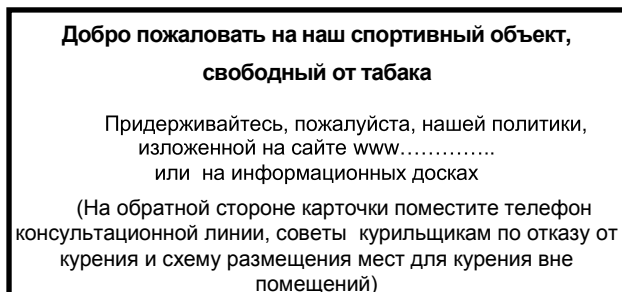 Добро пожаловать на наш спортивный объект,
свободный от табака
Придерживайтесь, пожалуйста, нашей политики,
изложенной на сайте www…………..
или на информационных досках
(На обратной стороне карточки поместите телефон
консультационной линии, советы курильщикам по отказу от
курения и схему размещения мест для курения вне
помещений)